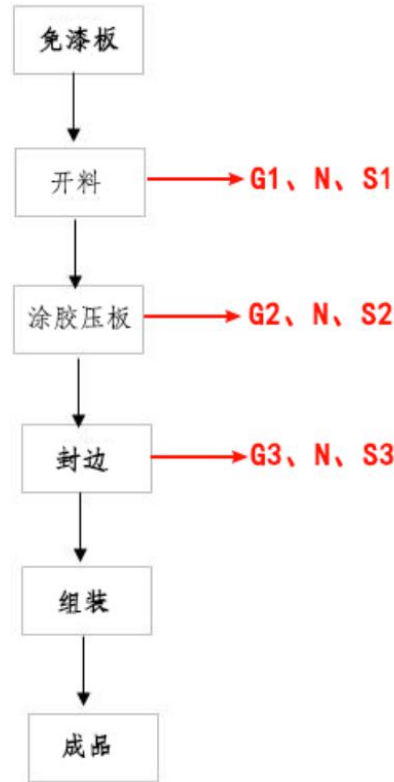 免漆板
开料
G1、N、S1
涂胶压板
G2、N、S2
封边
G3、N、S3
组装
成品